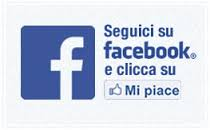 f
Seguici su
facebook®
e clicca su
Mi piace